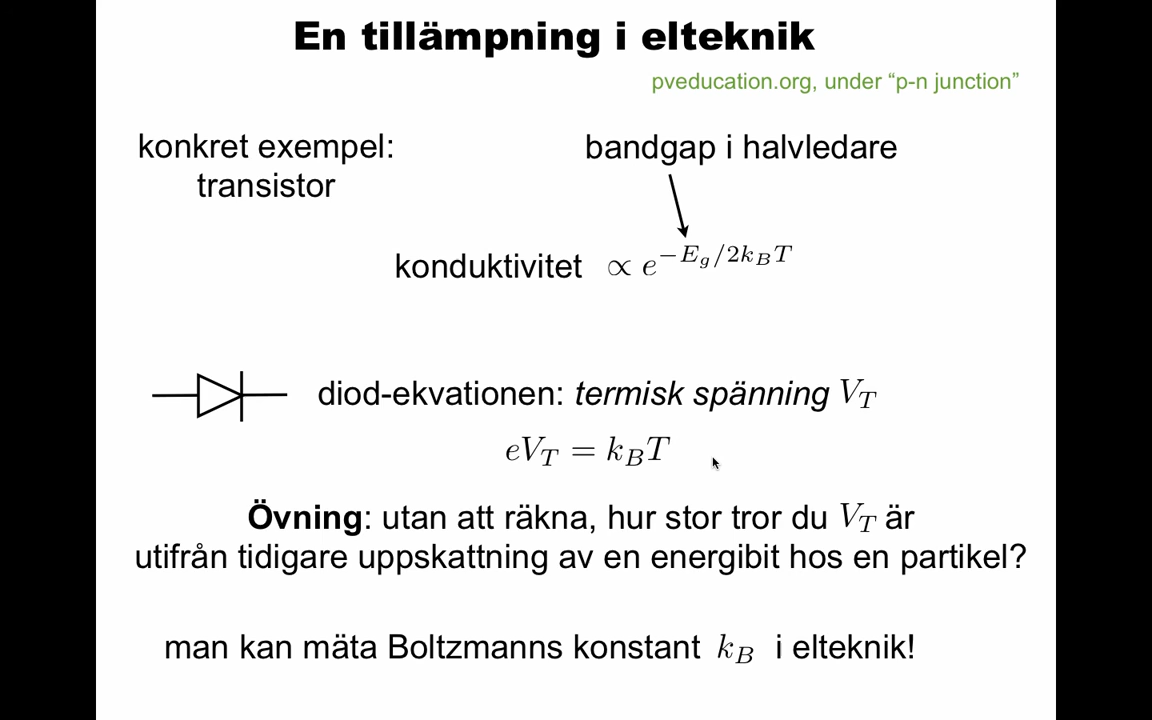 En tillämpning i elteknik
pveducation.org, under “p-n junction”
konkret exempel:
transistor
bandgap i halvledare
konduktivitet ∝ e^{−E_g/2k_BT}
diod-ekvationen: termisk spänning V_T
eV_T = k_BT
Övning: utan att räkna, hur stor tror du V_T är
utifrån tidigare uppskattning av en energibit hos en partikel?
man kan mäta Boltzmanns konstant k_B i elteknik!